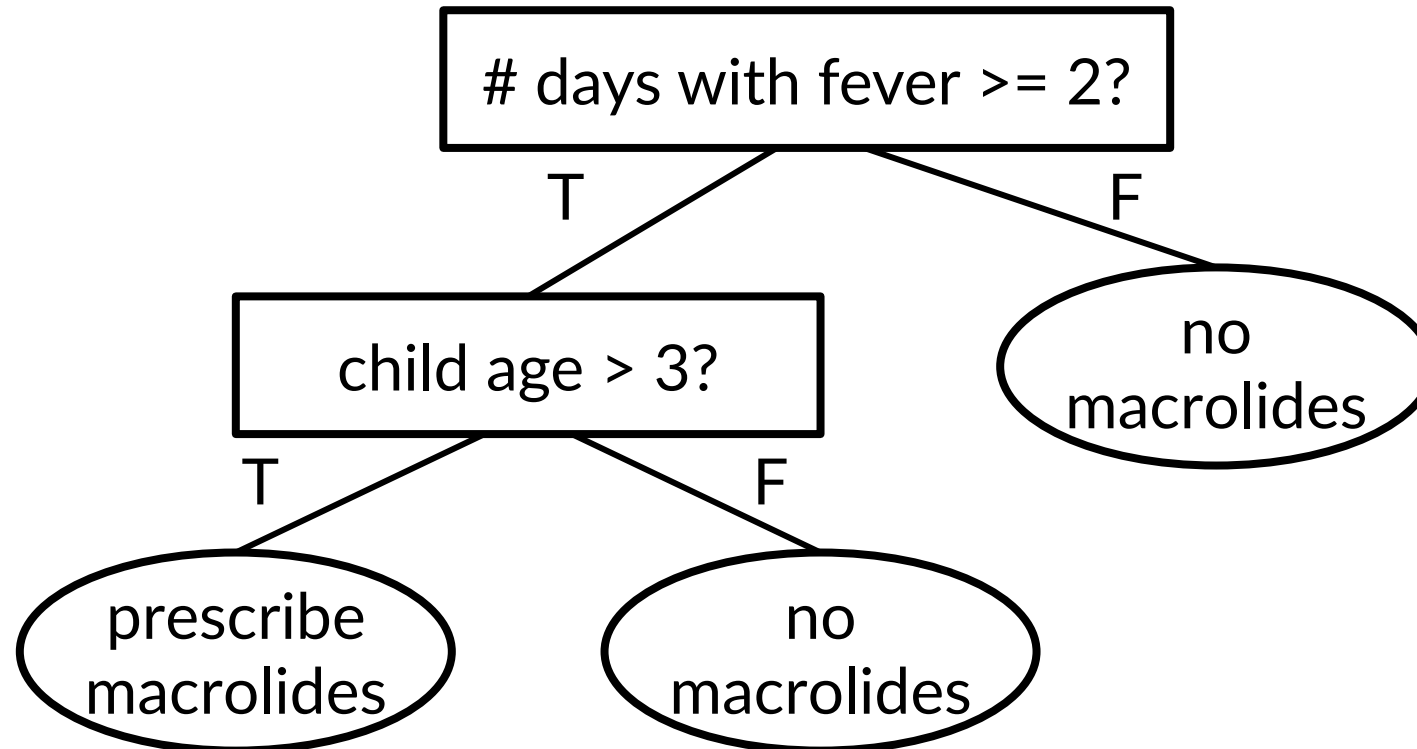 # days with fever >= 2?
T
F
child age > 3?
no
macrolides
T
F
prescribe
macrolides
no
macrolides